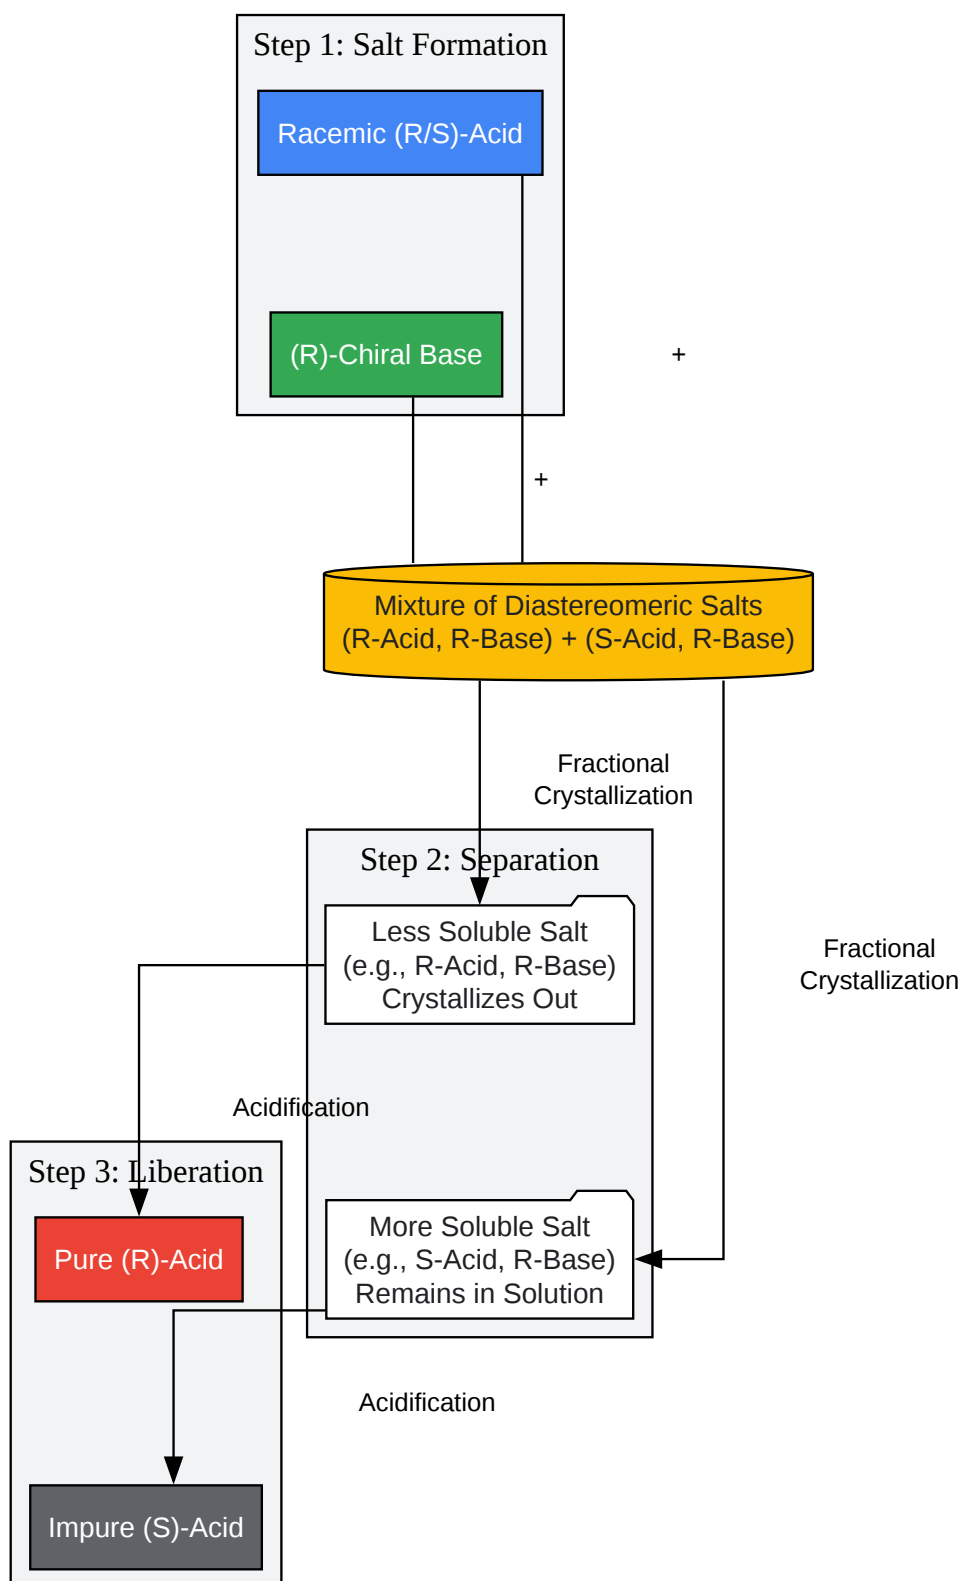 Step 1: Salt Formation
Racemic (R/S)-Acid
(R)-Chiral Base
+
+
Mixture of Diastereomeric Salts
(R-Acid, R-Base) + (S-Acid, R-Base)
Fractional
Crystallization
Step 2: Separation
Less Soluble Salt
(e.g., R-Acid, R-Base)
Crystallizes Out
Fractional
Crystallization
Acidification
Step 3: Liberation
Pure (R)-Acid
More Soluble Salt
(e.g., S-Acid, R-Base)
Remains in Solution
Acidification
Impure (S)-Acid